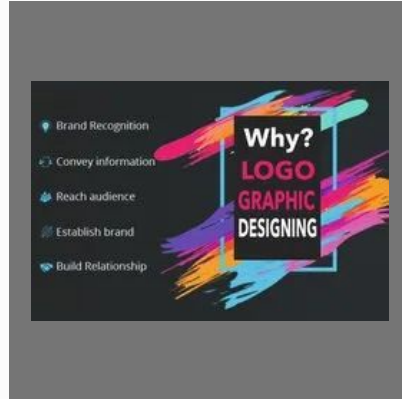 Brand Recognition
Convey information
Reach audience
Establish brand
Build Relationship
Why?
LOGO
GRAPHIC
DESIGNING